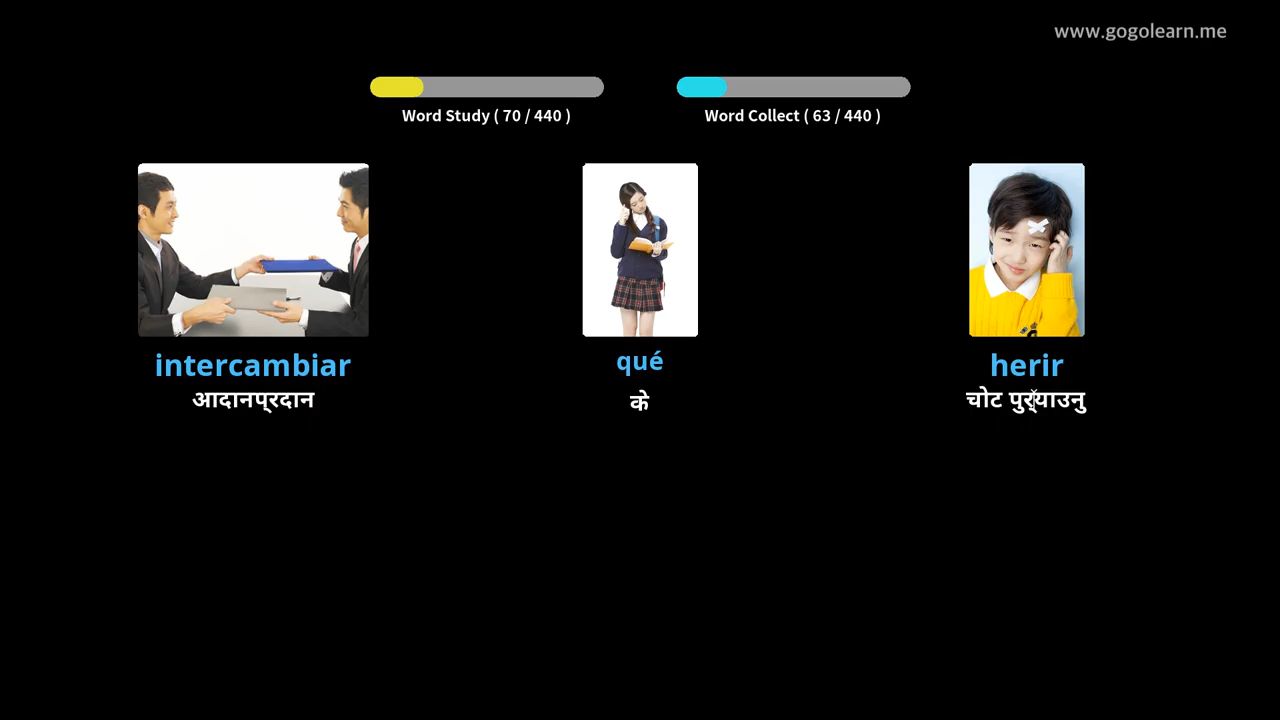 www.gogolearn.me
Word Study ( 70 / 440 )
Word Collect ( 63 / 440 )
intercambiar
आदानप्रदान
qué
के
herir
चोट पुर्‍याउनु